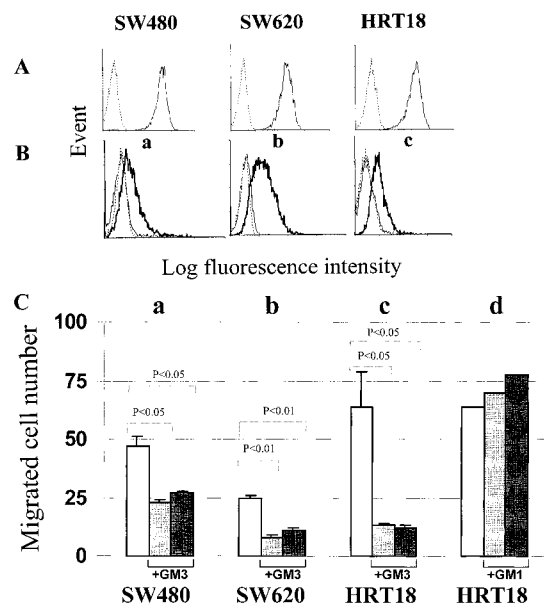 SW480 SW620 HRT18
A
Event
a b c
B
Log fluorescence intensity
C a b c d
Migrated cell number
100
75
50
25
0
P<0.05
P<0.05
P<0.01
P<0.01
P<0.05
P<0.05
+GM3 +GM3 +GM3 +GM1
SW480 SW620 HRT18 HRT18